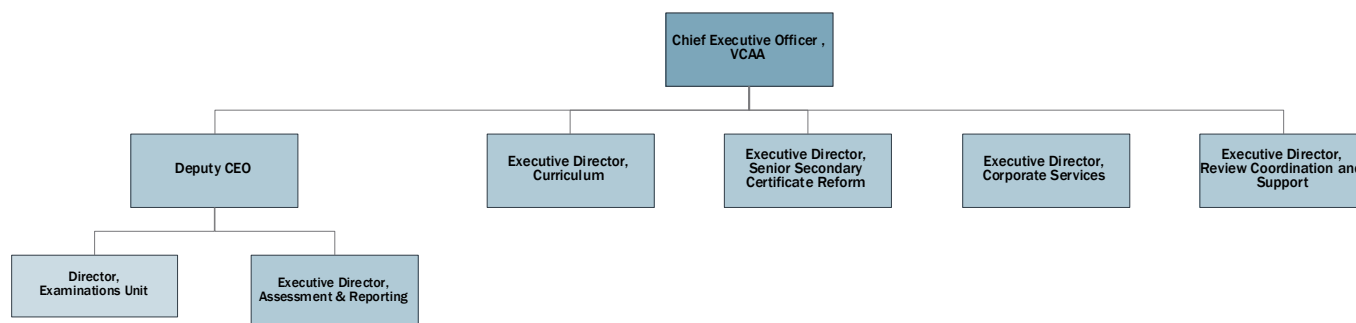 Chief Executive Officer ,
VCAA
Deputy CEO
Executive Director,
Curriculum
Executive Director,
Senior Secondary
Certificate Reform
Executive Director,
Corporate Services
Executive Director,
Review Coordination and
Support
Director,
Examinations Unit
Executive Director,
Assessment & Reporting